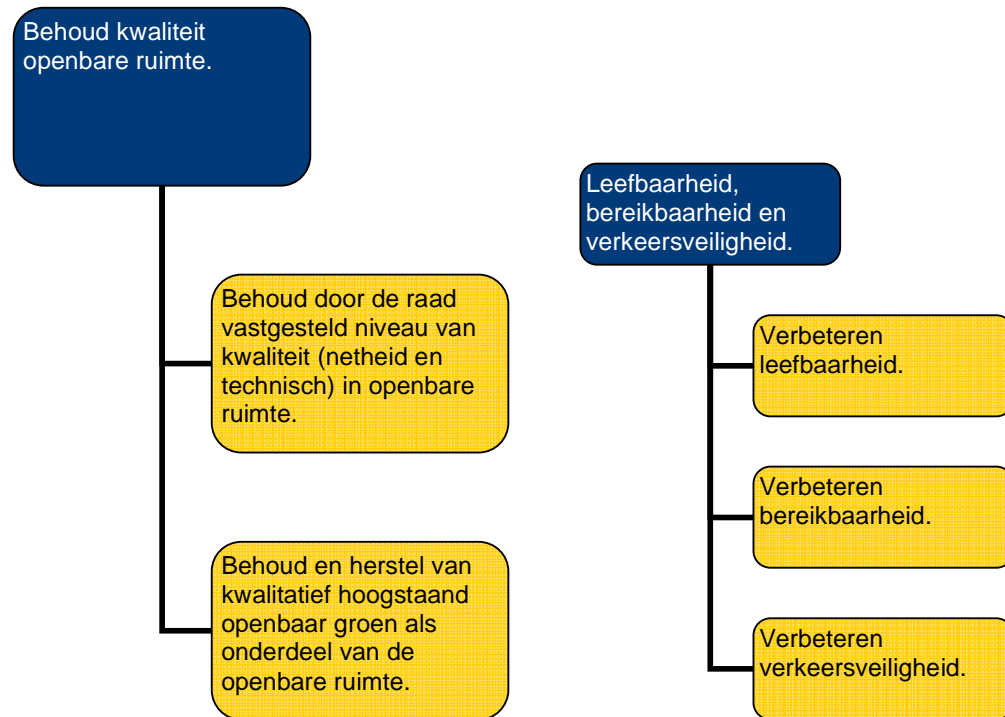 Behoud kwaliteit
openbare ruimte.
Behoud door de raad
vastgesteld niveau van
kwaliteit (netheid en
technisch) in openbare
ruimte.
Behoud en herstel van
kwalitatief hoogstaand
openbaar groen als
onderdeel van de
openbare ruimte.
Leefbaarheid,
bereikbaarheid en
verkeersveiligheid.
Verbeteren
leefbaarheid.
Verbeteren
bereikbaarheid.
Verbeteren
verkeersveiligheid.